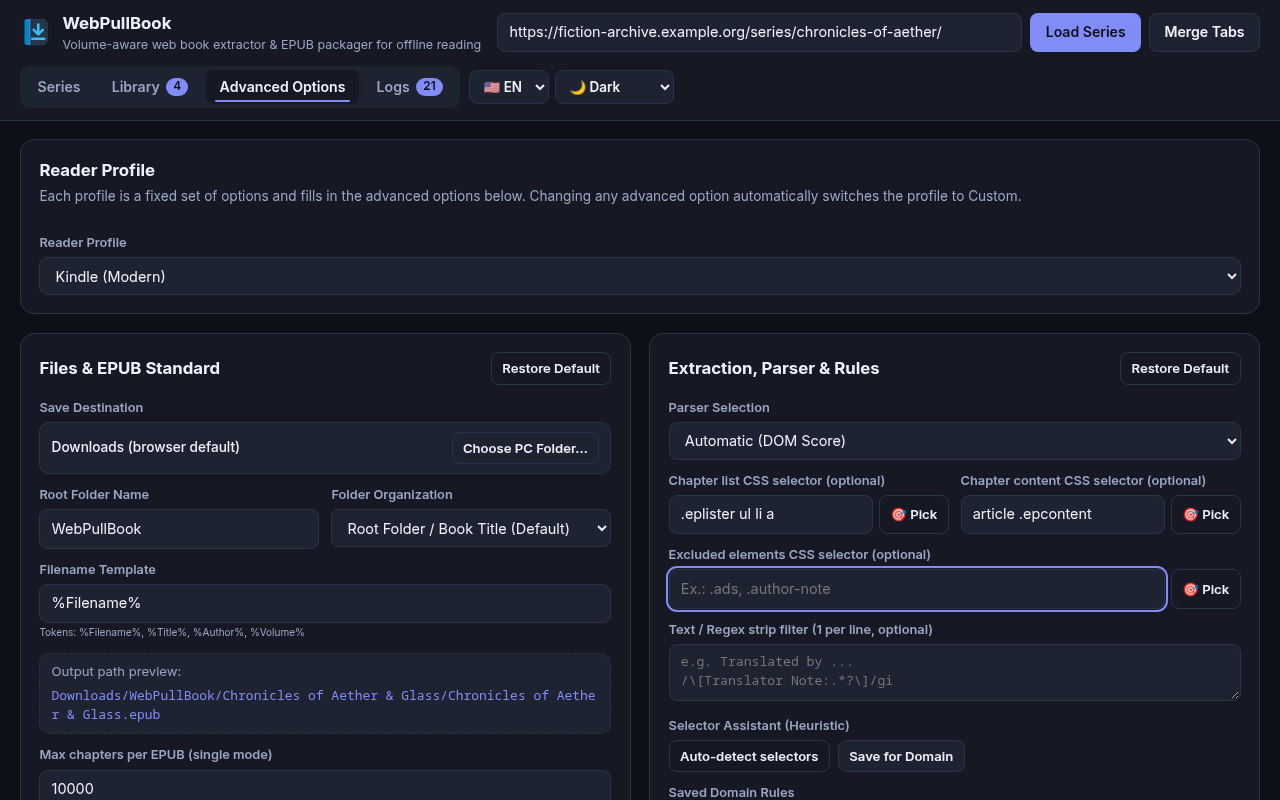 WebPullBook
Volume-aware web book extractor & EPUB packager for offline reading
https://fiction-archive.example.org/series/chronicles-of-aether/
Load Series
Merge Tabs
Series
Library 4
Advanced Options
Logs 21
🇺🇸 EN
🌙 Dark
Reader Profile
Each profile is a fixed set of options and fills in the advanced options below. Changing any advanced option automatically switches the profile to Custom.
Reader Profile
Kindle (Modern)
Files & EPUB Standard
Restore Default
Save Destination
Downloads (browser default)
Choose PC Folder...
Root Folder Name
Folder Organization
WebPullBook
Root Folder / Book Title (Default)
Filename Template
%Filename%
Tokens: %Filename%, %Title%, %Author%, %Volume%
Output path preview:
Downloads/WebPullBook/Chronicles of Aether & Glass/Chronicles of Aethe
r & Glass.epub
Max chapters per EPUB (single mode)
10000
Extraction, Parser & Rules
Restore Default
Parser Selection
Automatic (DOM Score)
Chapter list CSS selector (optional)
Chapter content CSS selector (optional)
.eplister ul li a
🎯 Pick
article .epcontent
🎯 Pick
Excluded elements CSS selector (optional)
Ex.: .ads, .author-note
🎯 Pick
Text / Regex strip filter (1 per line, optional)
e.g. Translated by ...
/\[Translator Note:.*?\]/gi
Selector Assistant (Heuristic)
Auto-detect selectors
Save for Domain
Saved Domain Rules